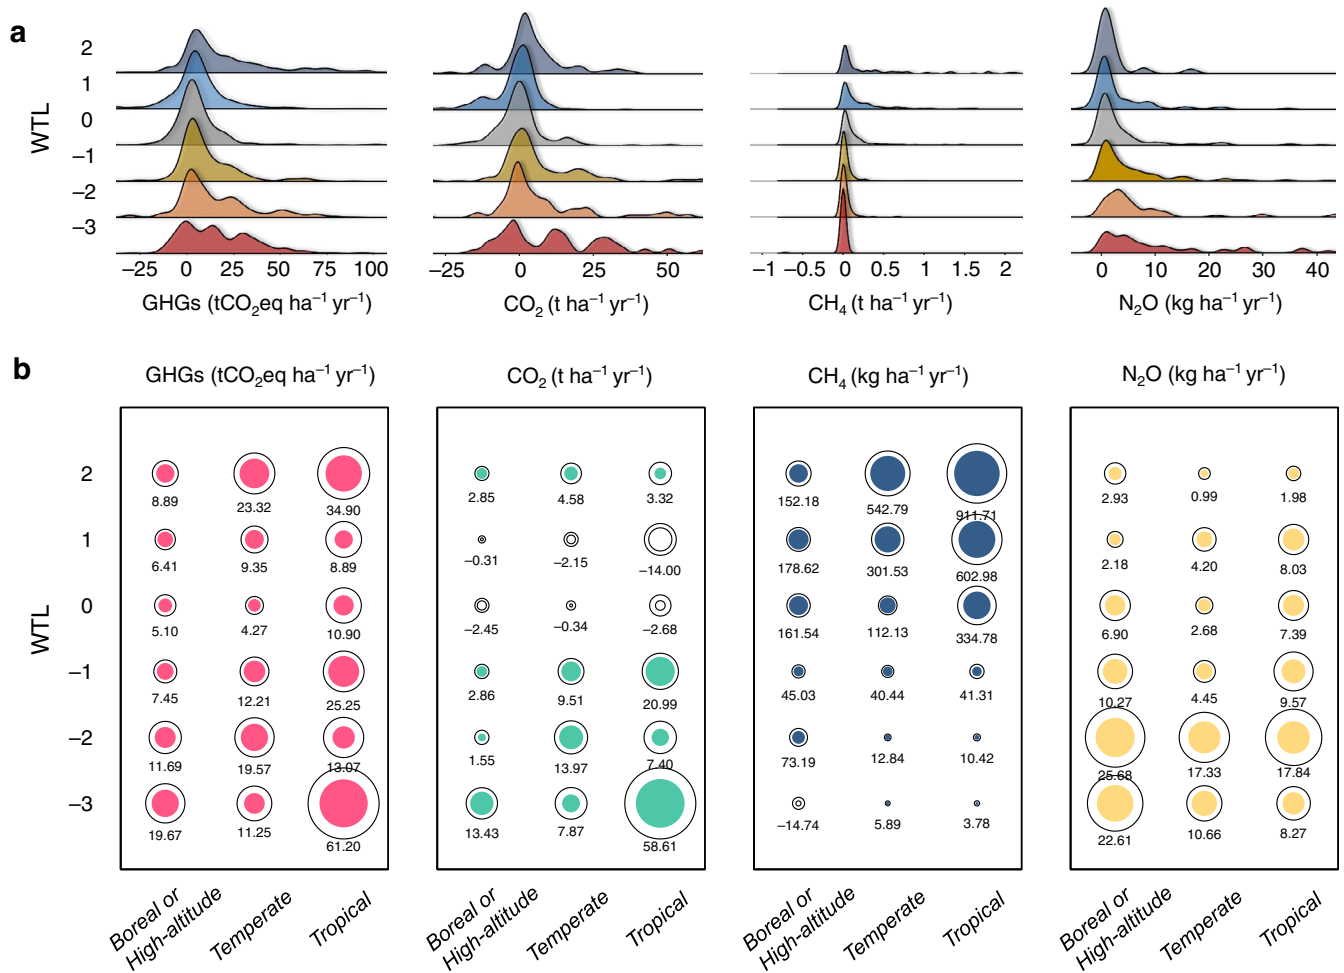 a
WTL
2
1
0
−1
−2
−3
−25 0 25 50 75 100
GHGs (tCO₂eq ha⁻¹ yr⁻¹)
−25 0 25 50
CO₂ (t ha⁻¹ yr⁻¹)
−1 −0.5 0 0.5 1 1.5 2
CH₄ (t ha⁻¹ yr⁻¹)
0 10 20 30 40
N₂O (kg ha⁻¹ yr⁻¹)
b
GHGs (tCO₂eq ha⁻¹ yr⁻¹) CO₂ (t ha⁻¹ yr⁻¹) CH₄ (kg ha⁻¹ yr⁻¹) N₂O (kg ha⁻¹ yr⁻¹)
WTL
2
8.89 23.32 34.90 2.85 4.58 3.32 152.18 542.79 911.71 2.93 0.99 1.98
1
6.41 9.35 8.89 −0.31 −2.15 −14.00 178.62 301.53 602.98 2.18 4.20 8.03
0
5.10 4.27 10.90 −2.45 −0.34 −2.68 161.54 112.13 334.78 6.90 2.68 7.39
−1
7.45 12.21 25.25 2.86 9.51 20.99 45.03 40.44 41.31 10.27 4.45 9.57
−2
11.69 19.57 13.07 1.55 13.97 7.40 73.19 12.84 10.42 25.68 17.33 17.84
−3
19.67 11.25 61.20 13.43 7.87 58.61 −14.74 5.89 3.78 22.61 10.66 8.27
Boreal or
High-altitude
Temperate
Tropical
Boreal or
High-altitude
Temperate
Tropical
Boreal or
High-altitude
Temperate
Tropical
Boreal or
High-altitude
Temperate
Tropical